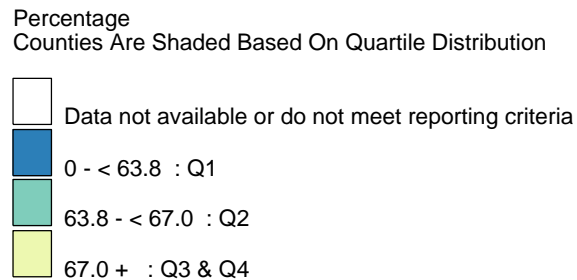 Percentage
Counties Are Shaded Based On Quartile Distribution
Data not available or do not meet reporting criteria
0 - < 63.8 : Q1
63.8 - < 67.0 : Q2
67.0 + : Q3 & Q4